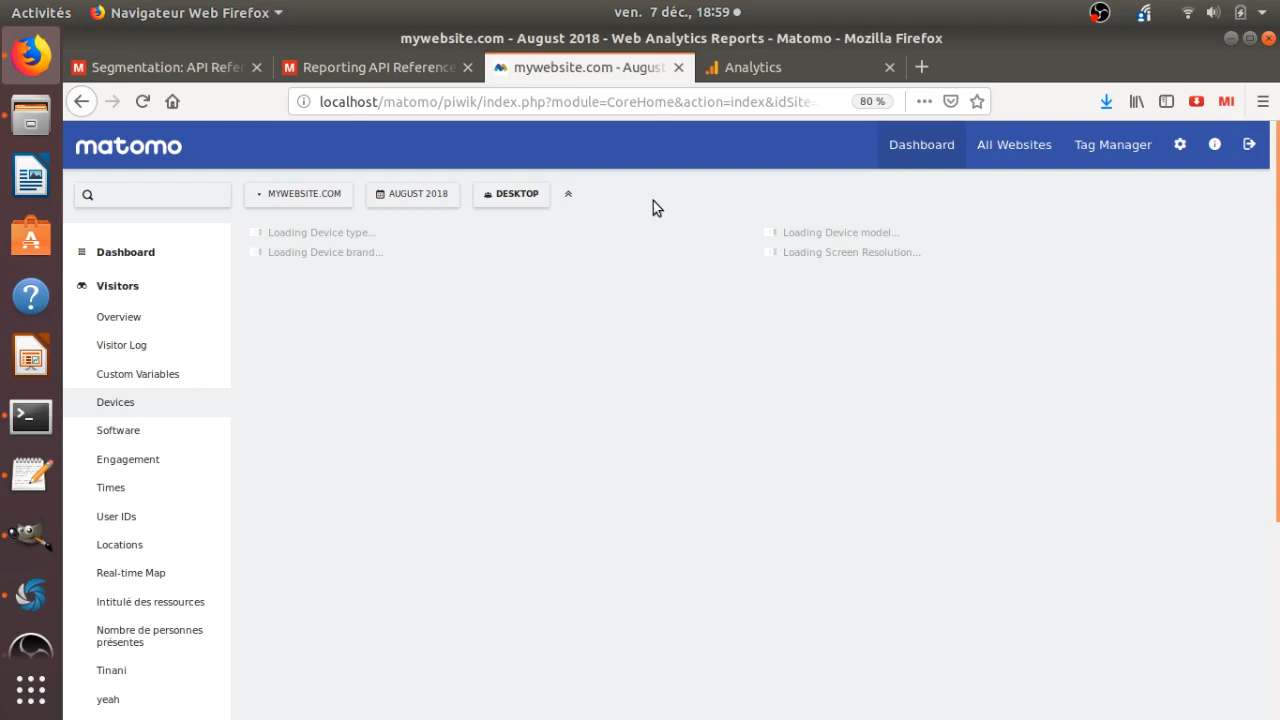 Activités
Navigateur Web Firefox
ven. 7 déc., 18:59
mywebsite.com - August 2018 - Web Analytics Reports - Matomo - Mozilla Firefox
Segmentation: API Refer
Reporting API Reference
mywebsite.com - August
Analytics
localhost/matomo/piwik/index.php?module=CoreHome&action=index&idSite=
80 %
MI
matomo
Dashboard
All Websites
Tag Manager
MYWEBSITE.COM
AUGUST 2018
DESKTOP
Loading Device type...
Loading Device model...
Loading Device brand...
Loading Screen Resolution...
Dashboard
Visitors
Overview
Visitor Log
Custom Variables
Devices
Software
Engagement
Times
User IDs
Locations
Real-time Map
Intitulé des ressources
Nombre de personnes
présentes
Tinani
yeah